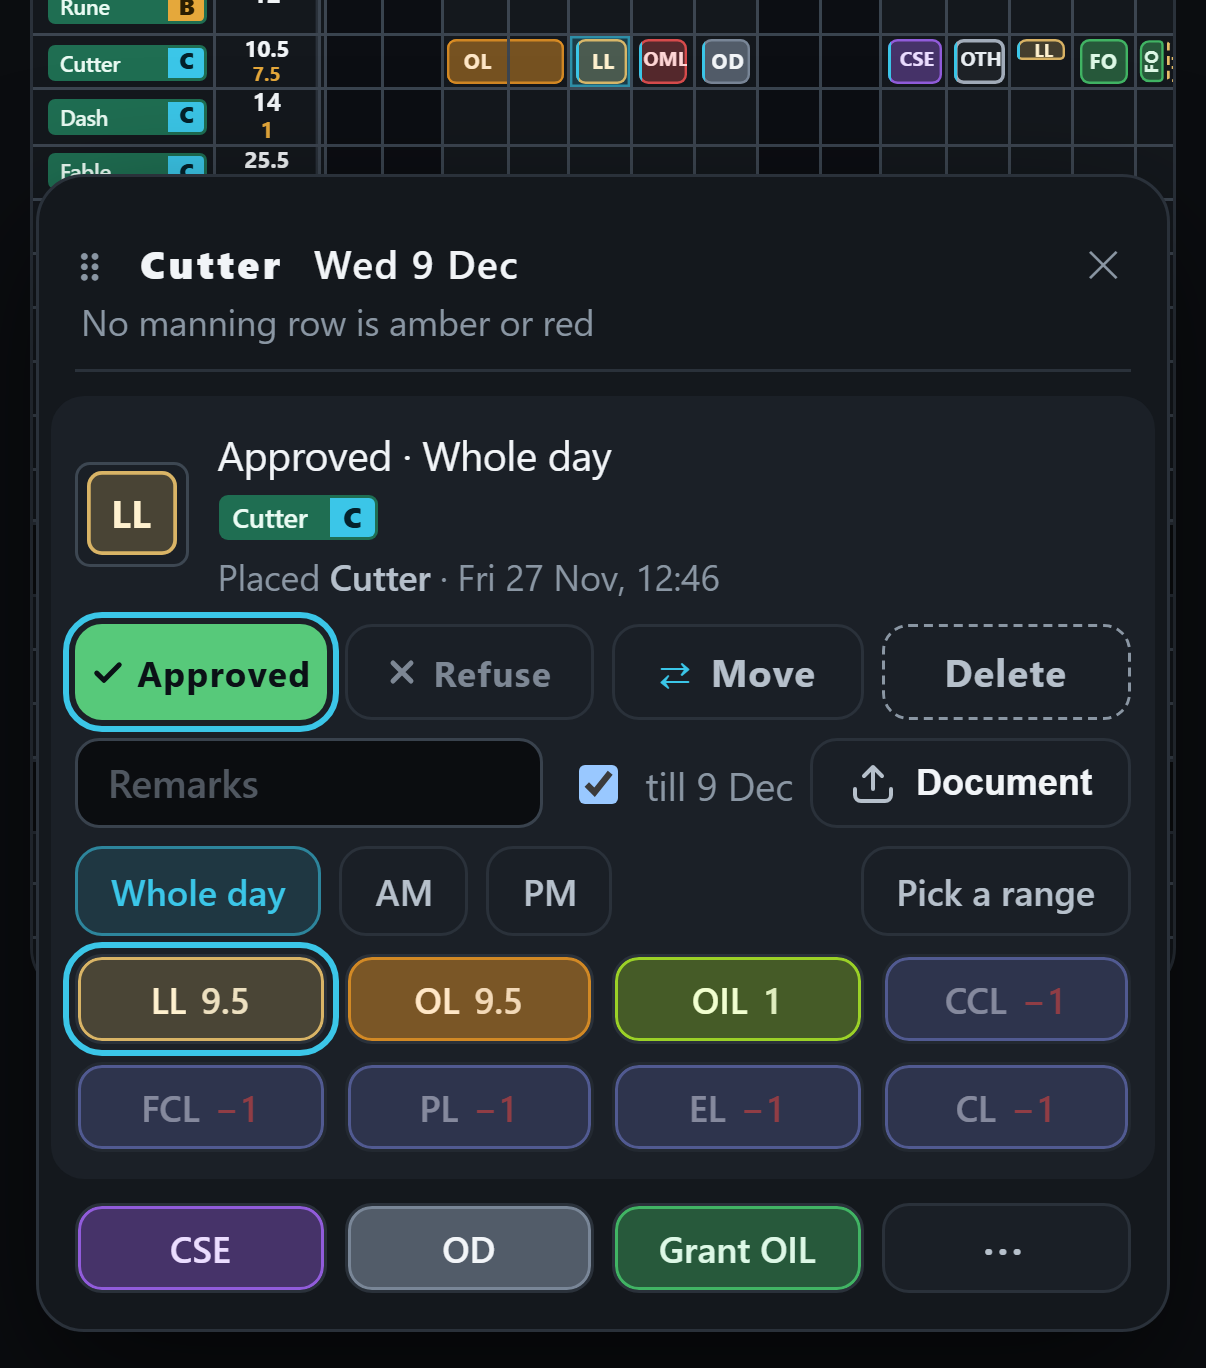 Rune B 12
Cutter C 10.5 OL LL OML OD CSE OTH LL FO FO
7.5
Dash C 14
1
Fable C 25.5
Cutter Wed 9 Dec
No manning row is amber or red
LL
Approved · Whole day
Cutter C
Placed Cutter · Fri 27 Nov, 12:46
Approved Refuse Move Delete
Remarks till 9 Dec Document
Whole day AM PM Pick a range
LL 9.5 OL 9.5 OIL 1 CCL −1
FCL −1 PL −1 EL −1 CL −1
CSE OD Grant OIL ...